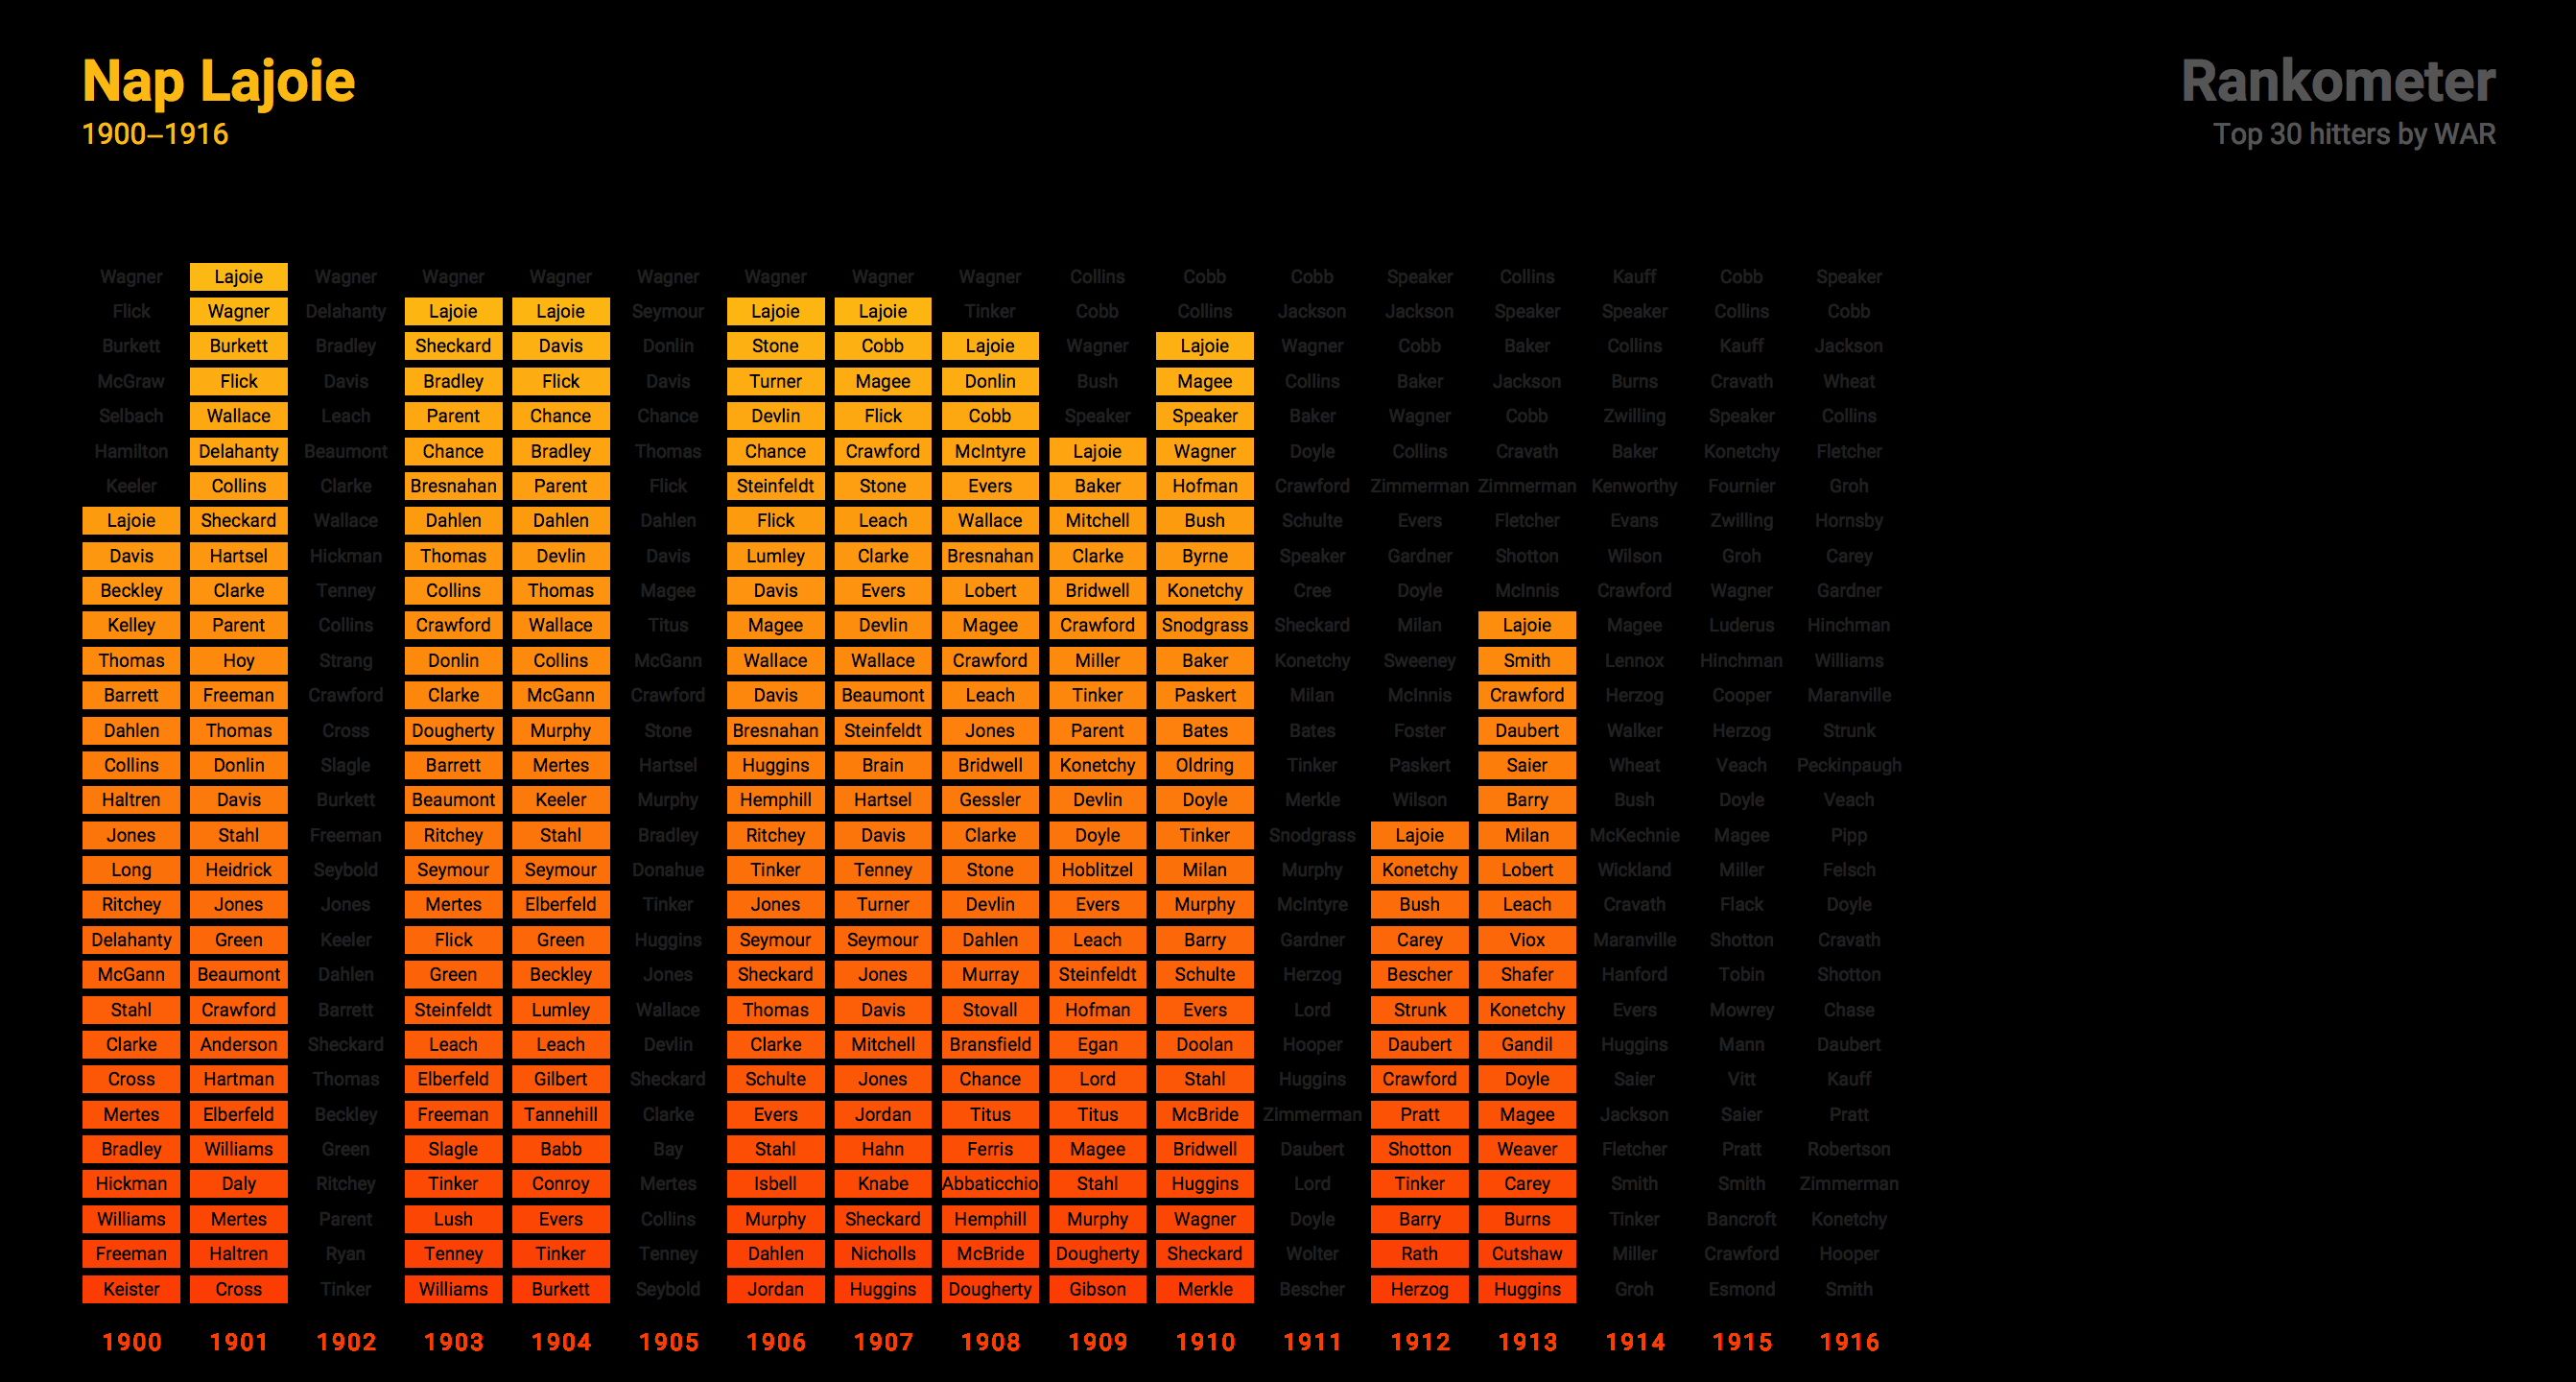 Nap Lajoie
1900–1916
Rankometer
Top 30 hitters by WAR
Wagner Lajoie Wagner Wagner Wagner Wagner Wagner Wagner Wagner Collins Cobb Cobb Speaker Collins Kauff Cobb Speaker
Flick Wagner Delahanty Lajoie Lajoie Seymour Lajoie Lajoie Tinker Cobb Collins Jackson Jackson Speaker Speaker Collins Cobb
Burkett Burkett Bradley Sheckard Davis Donlin Stone Cobb Lajoie Wagner Lajoie Wagner Cobb Baker Collins Kauff Jackson
McGraw Flick Davis Bradley Flick Davis Turner Magee Donlin Bush Magee Collins Baker Jackson Burns Cravath Wheat
Selbach Wallace Leach Parent Chance Chance Devlin Flick Cobb Speaker Speaker Baker Wagner Cobb Zwilling Speaker Collins
Hamilton Delahanty Beaumont Chance Bradley Thomas Chance Crawford McIntyre Lajoie Wagner Doyle Collins Cravath Baker Konetchy Fletcher
Keeler Collins Clarke Bresnahan Parent Flick Steinfeldt Stone Evers Baker Hofman Crawford Zimmerman Zimmerman Kenworthy Fournier Groh
Lajoie Sheckard Wallace Dahlen Dahlen Dahlen Flick Leach Wallace Mitchell Bush Schulte Evers Fletcher Evans Zwilling Hornsby
Davis Hartsel Hickman Thomas Devlin Davis Lumley Clarke Bresnahan Clarke Byrne Speaker Gardner Shotton Wilson Groh Carey
Beckley Clarke Tenney Collins Thomas Magee Davis Evers Lobert Bridwell Konetchy Cree Doyle McInnis Crawford Wagner Gardner
Kelley Parent Collins Crawford Wallace Titus Magee Devlin Magee Crawford Snodgrass Sheckard Milan Lajoie Magee Luderus Hinchman
Thomas Hoy Strang Donlin Collins McGann Wallace Wallace Crawford Miller Baker Konetchy Sweeney Smith Lennox Hinchman Williams
Barrett Freeman Crawford Clarke McGann Crawford Davis Beaumont Leach Tinker Paskert Milan McInnis Crawford Herzog Cooper Maranville
Dahlen Thomas Cross Dougherty Murphy Stone Bresnahan Steinfeldt Jones Parent Bates Bates Foster Daubert Walker Herzog Strunk
Collins Donlin Slagle Barrett Mertes Hartsel Huggins Brain Bridwell Konetchy Oldring Tinker Paskert Saier Wheat Veach Peckinpaugh
Haltren Davis Burkett Beaumont Keeler Murphy Hemphill Hartsel Gessler Devlin Doyle Merkle Wilson Barry Bush Doyle Veach
Jones Stahl Freeman Ritchey Stahl Bradley Ritchey Davis Clarke Doyle Tinker Snodgrass Lajoie Milan McKechnie Magee Pipp
Long Heidrick Seybold Seymour Seymour Donahue Tinker Tenney Stone Hoblitzel Milan Murphy Konetchy Lobert Wickland Miller Felsch
Ritchey Jones Jones Mertes Elberfeld Tinker Jones Turner Devlin Evers Murphy McIntyre Bush Leach Cravath Flack Doyle
Delahanty Green Keeler Flick Green Huggins Seymour Seymour Dahlen Leach Barry Gardner Carey Viox Maranville Shotton Cravath
McGann Beaumont Dahlen Green Beckley Jones Sheckard Jones Murray Steinfeldt Schulte Herzog Bescher Shafer Hanford Tobin Shotton
Stahl Crawford Barrett Steinfeldt Lumley Wallace Thomas Davis Stovall Hofman Evers Lord Strunk Konetchy Evers Mowrey Chase
Clarke Anderson Sheckard Leach Leach Devlin Clarke Mitchell Bransfield Egan Doolan Hooper Daubert Gandil Huggins Mann Daubert
Cross Hartman Thomas Elberfeld Gilbert Sheckard Schulte Jones Chance Lord Stahl Huggins Crawford Doyle Saier Vitt Kauff
Mertes Elberfeld Beckley Freeman Tannehill Clarke Evers Jordan Titus Titus McBride Zimmerman Pratt Magee Jackson Saier Pratt
Bradley Williams Green Slagle Babb Bay Stahl Hahn Ferris Magee Bridwell Daubert Shotton Weaver Fletcher Pratt Robertson
Hickman Daly Ritchey Tinker Conroy Mertes Isbell Knabe Abbaticchio Stahl Huggins Lord Tinker Carey Smith Smith Zimmerman
Williams Mertes Parent Lush Evers Collins Murphy Sheckard Hemphill Murphy Wagner Doyle Barry Burns Tinker Bancroft Konetchy
Freeman Haltren Ryan Tenney Tinker Tenney Dahlen Nicholls McBride Dougherty Sheckard Wolter Rath Cutshaw Miller Crawford Hooper
Keister Cross Tinker Williams Burkett Seybold Jordan Huggins Dougherty Gibson Merkle Bescher Herzog Huggins Groh Esmond Smith
1900 1901 1902 1903 1904 1905 1906 1907 1908 1909 1910 1911 1912 1913 1914 1915 1916